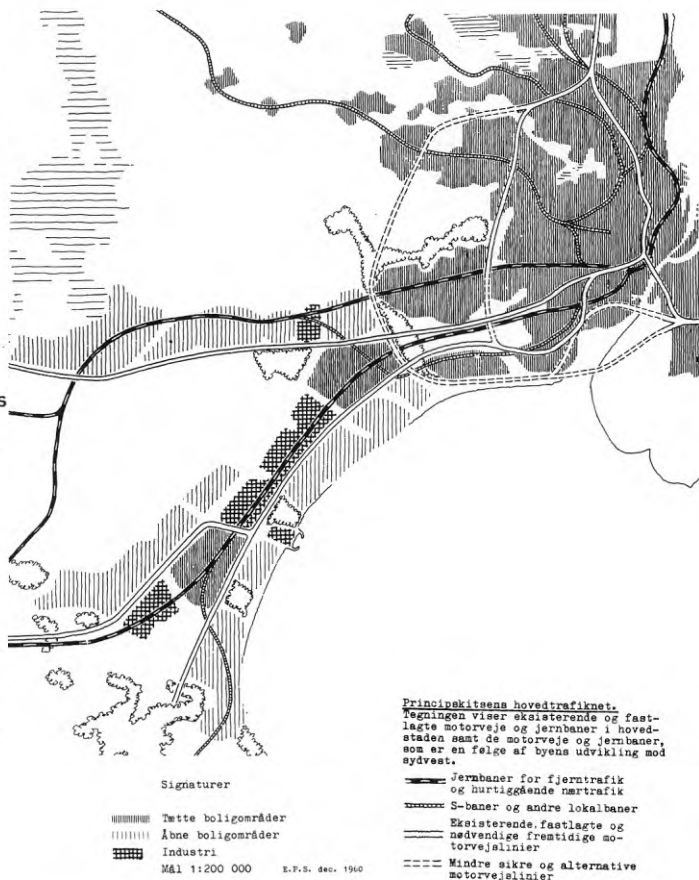 s
Signaturer
Tætte boligområder
Åbne boligområder
Industri
Mål 1:200 000 E.P.S. dec. 1960
Principskitsens hovedtrafiknet.
Tegningen viser eksisterende og fast-
lagte motorveje og jernbaner i hoved-
staden samt de motorveje og jernbaner,
som er en følge af byens udvikling mod
sydvest.
Jernbaner for fjerntrafik
og hurtiggående nærtrafik
S-baner og andre lokalbaner
Eksisterende, fastlagte og
nødvendige fremtidige mo-
torvejslinier
Mindre sikre og alternative
motorvejslinier